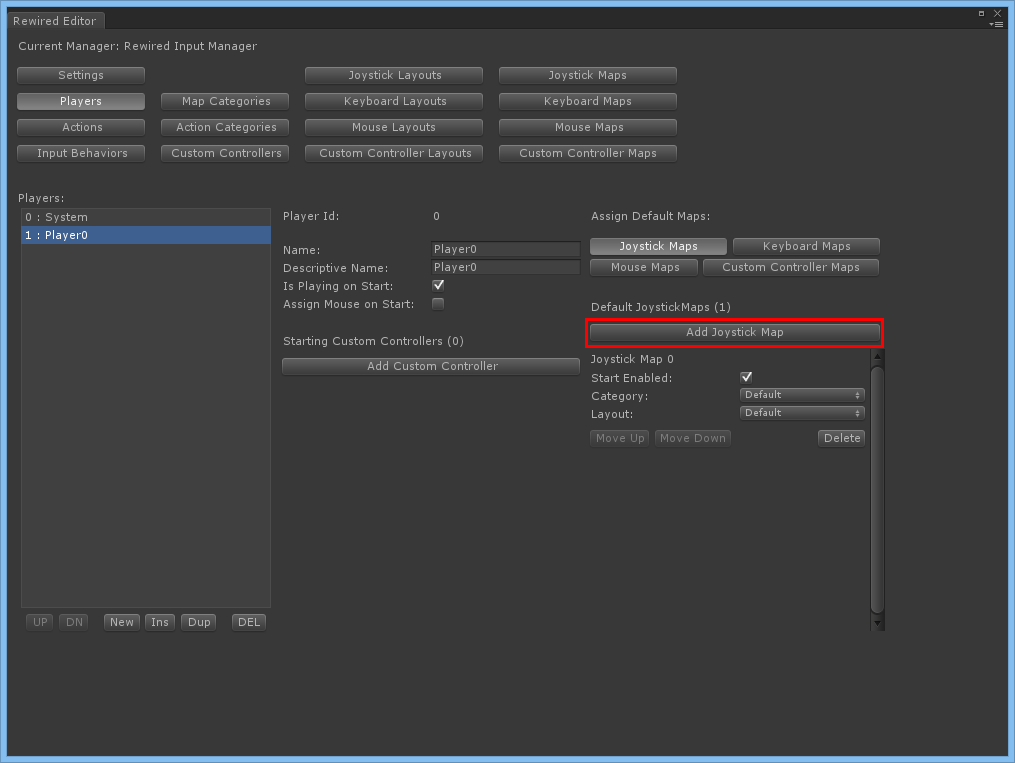 Rewired Editor
Current Manager: Rewired Input Manager
Settings Joystick Layouts Joystick Maps
Players Map Categories Keyboard Layouts Keyboard Maps
Actions Action Categories Mouse Layouts Mouse Maps
Input Behaviors Custom Controllers Custom Controller Layouts Custom Controller Maps
Players:
0 : System
1 : Player0
UP DN New Ins Dup DEL
Player Id: 0
Name: Player0
Descriptive Name: Player0
Is Playing on Start:
Assign Mouse on Start:
Starting Custom Controllers (0)
Add Custom Controller
Assign Default Maps:
Joystick Maps Keyboard Maps
Mouse Maps Custom Controller Maps
Default JoystickMaps (1)
Add Joystick Map
Joystick Map 0
Start Enabled:
Category: Default
Layout: Default
Move Up Move Down Delete